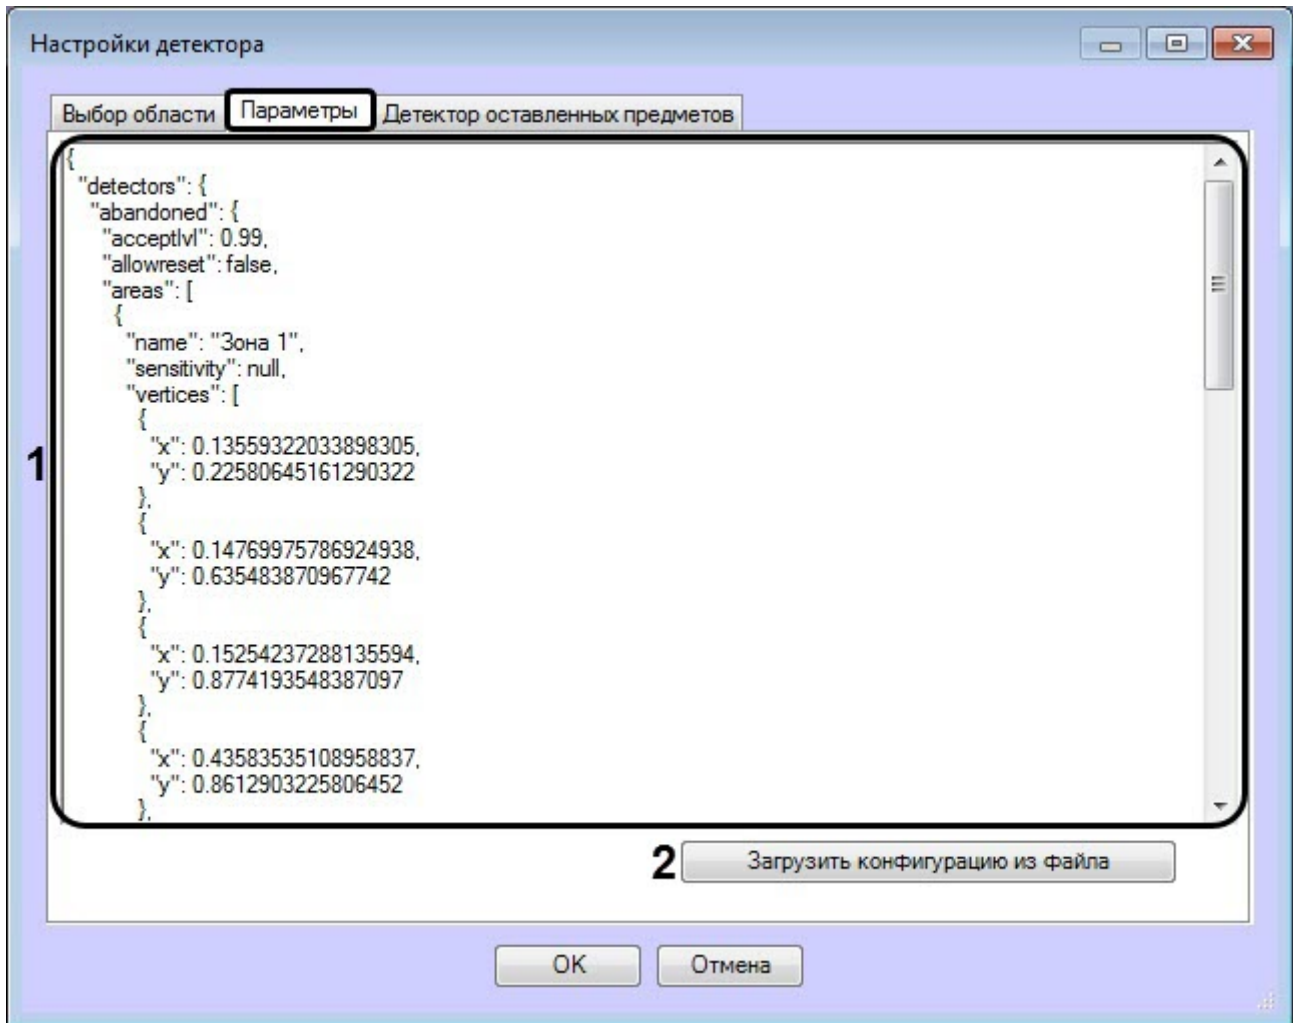 Настройки детектора
Выбор области Параметры Детектор оставленных предметов
{
"detectors": {
"abandoned": {
"acceptlvl": 0.99,
"allowreset": false,
"areas": [
{
"name": "Зона 1",
"sensitivity": null,
"vertices": [
{
"x": 0.13559322033898305,
"y": 0.22580645161290322
},
{
"x": 0.14769975786924938,
"y": 0.635483870967742
},
{
"x": 0.15254237288135594,
"y": 0.8774193548387097
},
{
"x": 0.43583535108958837,
"y": 0.8612903225806452
},
1
2 Загрузить конфигурацию из файла
OK Отмена